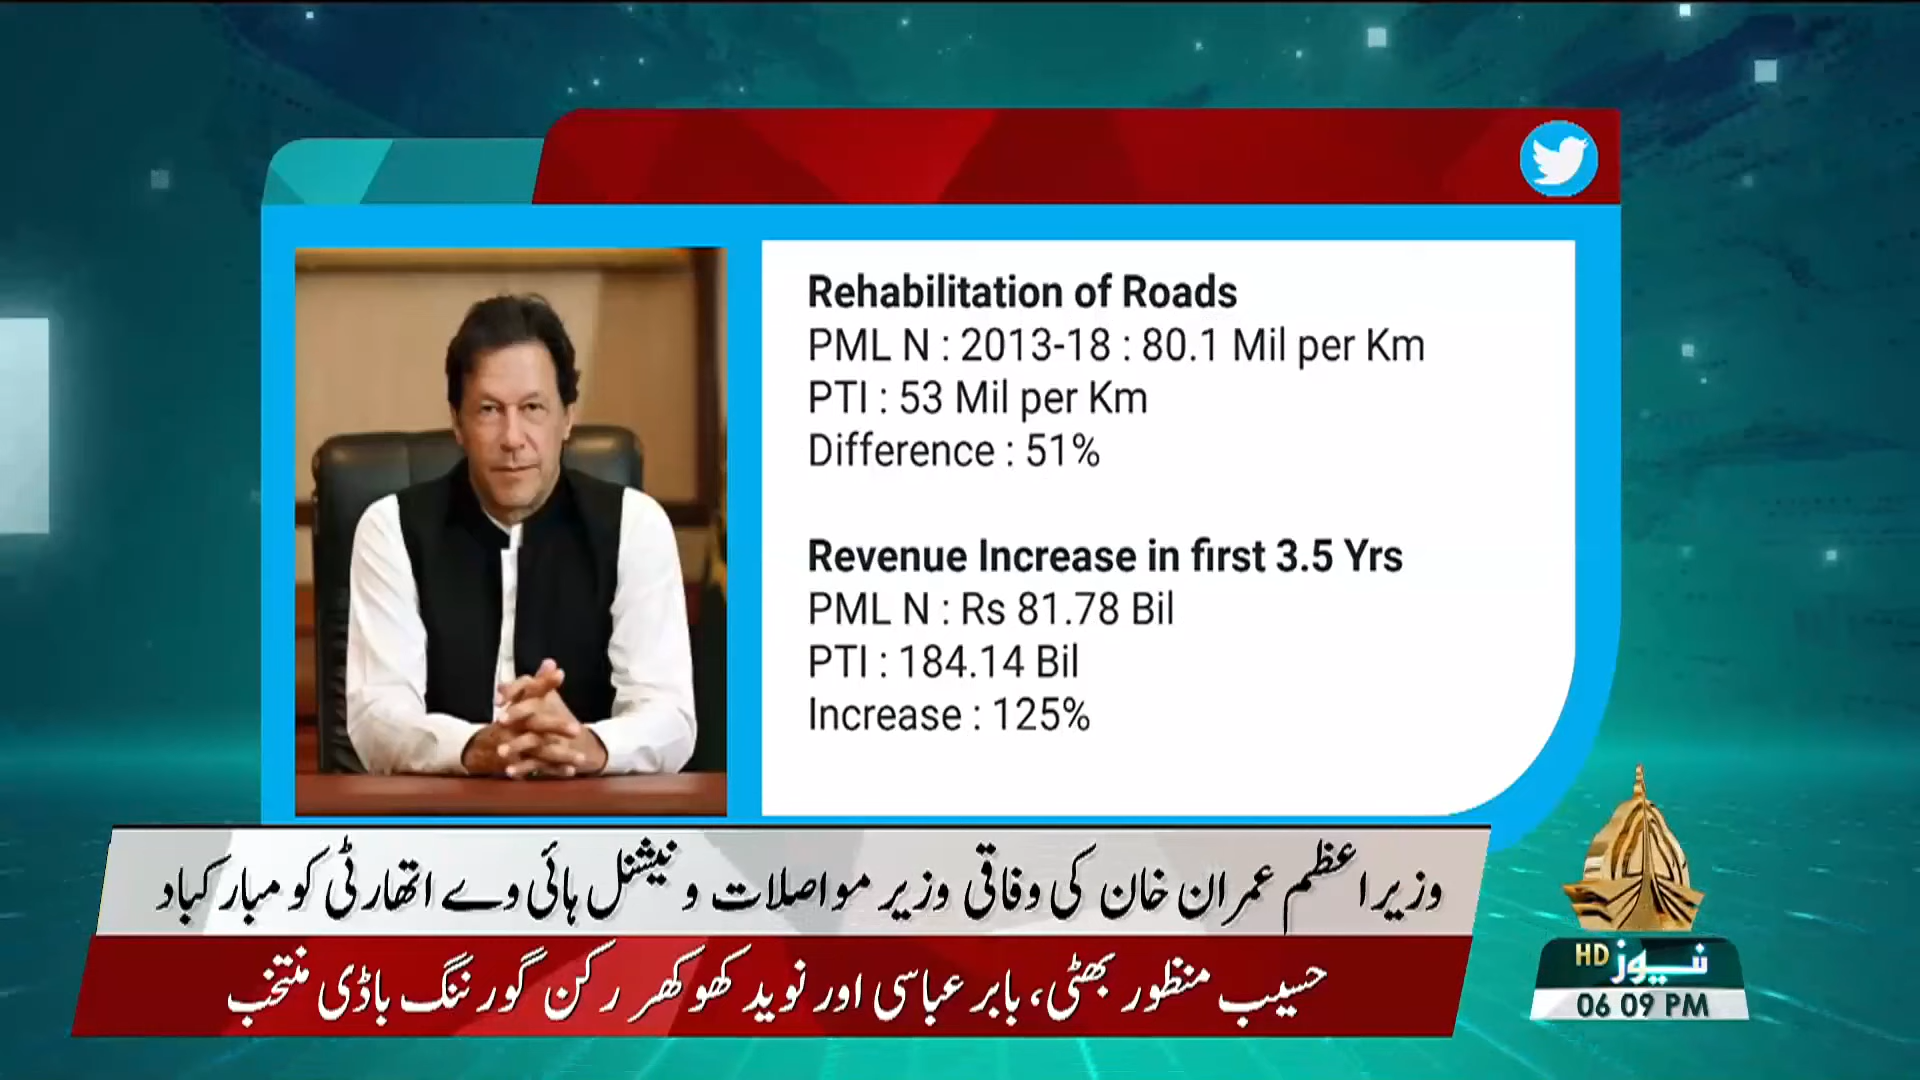 Rehabilitation of Roads
PML N : 2013-18 : 80.1 Mil per Km
PTI : 53 Mil per Km
Difference : 51%
Revenue Increase in first 3.5 Yrs
PML N : Rs 81.78 Bil
PTI : 184.14 Bil
Increase : 125%
وزیراعظم عمران خان کی وفاقی وزیر مواصلات و نیشنل ہائی وے اتھارٹی کو مبارکباد
حسیب منظور بھٹی، بابر عباسی اور نوید کھوکھر رکن گورننگ باڈی منتخب
نیوز HD
06 09 PM